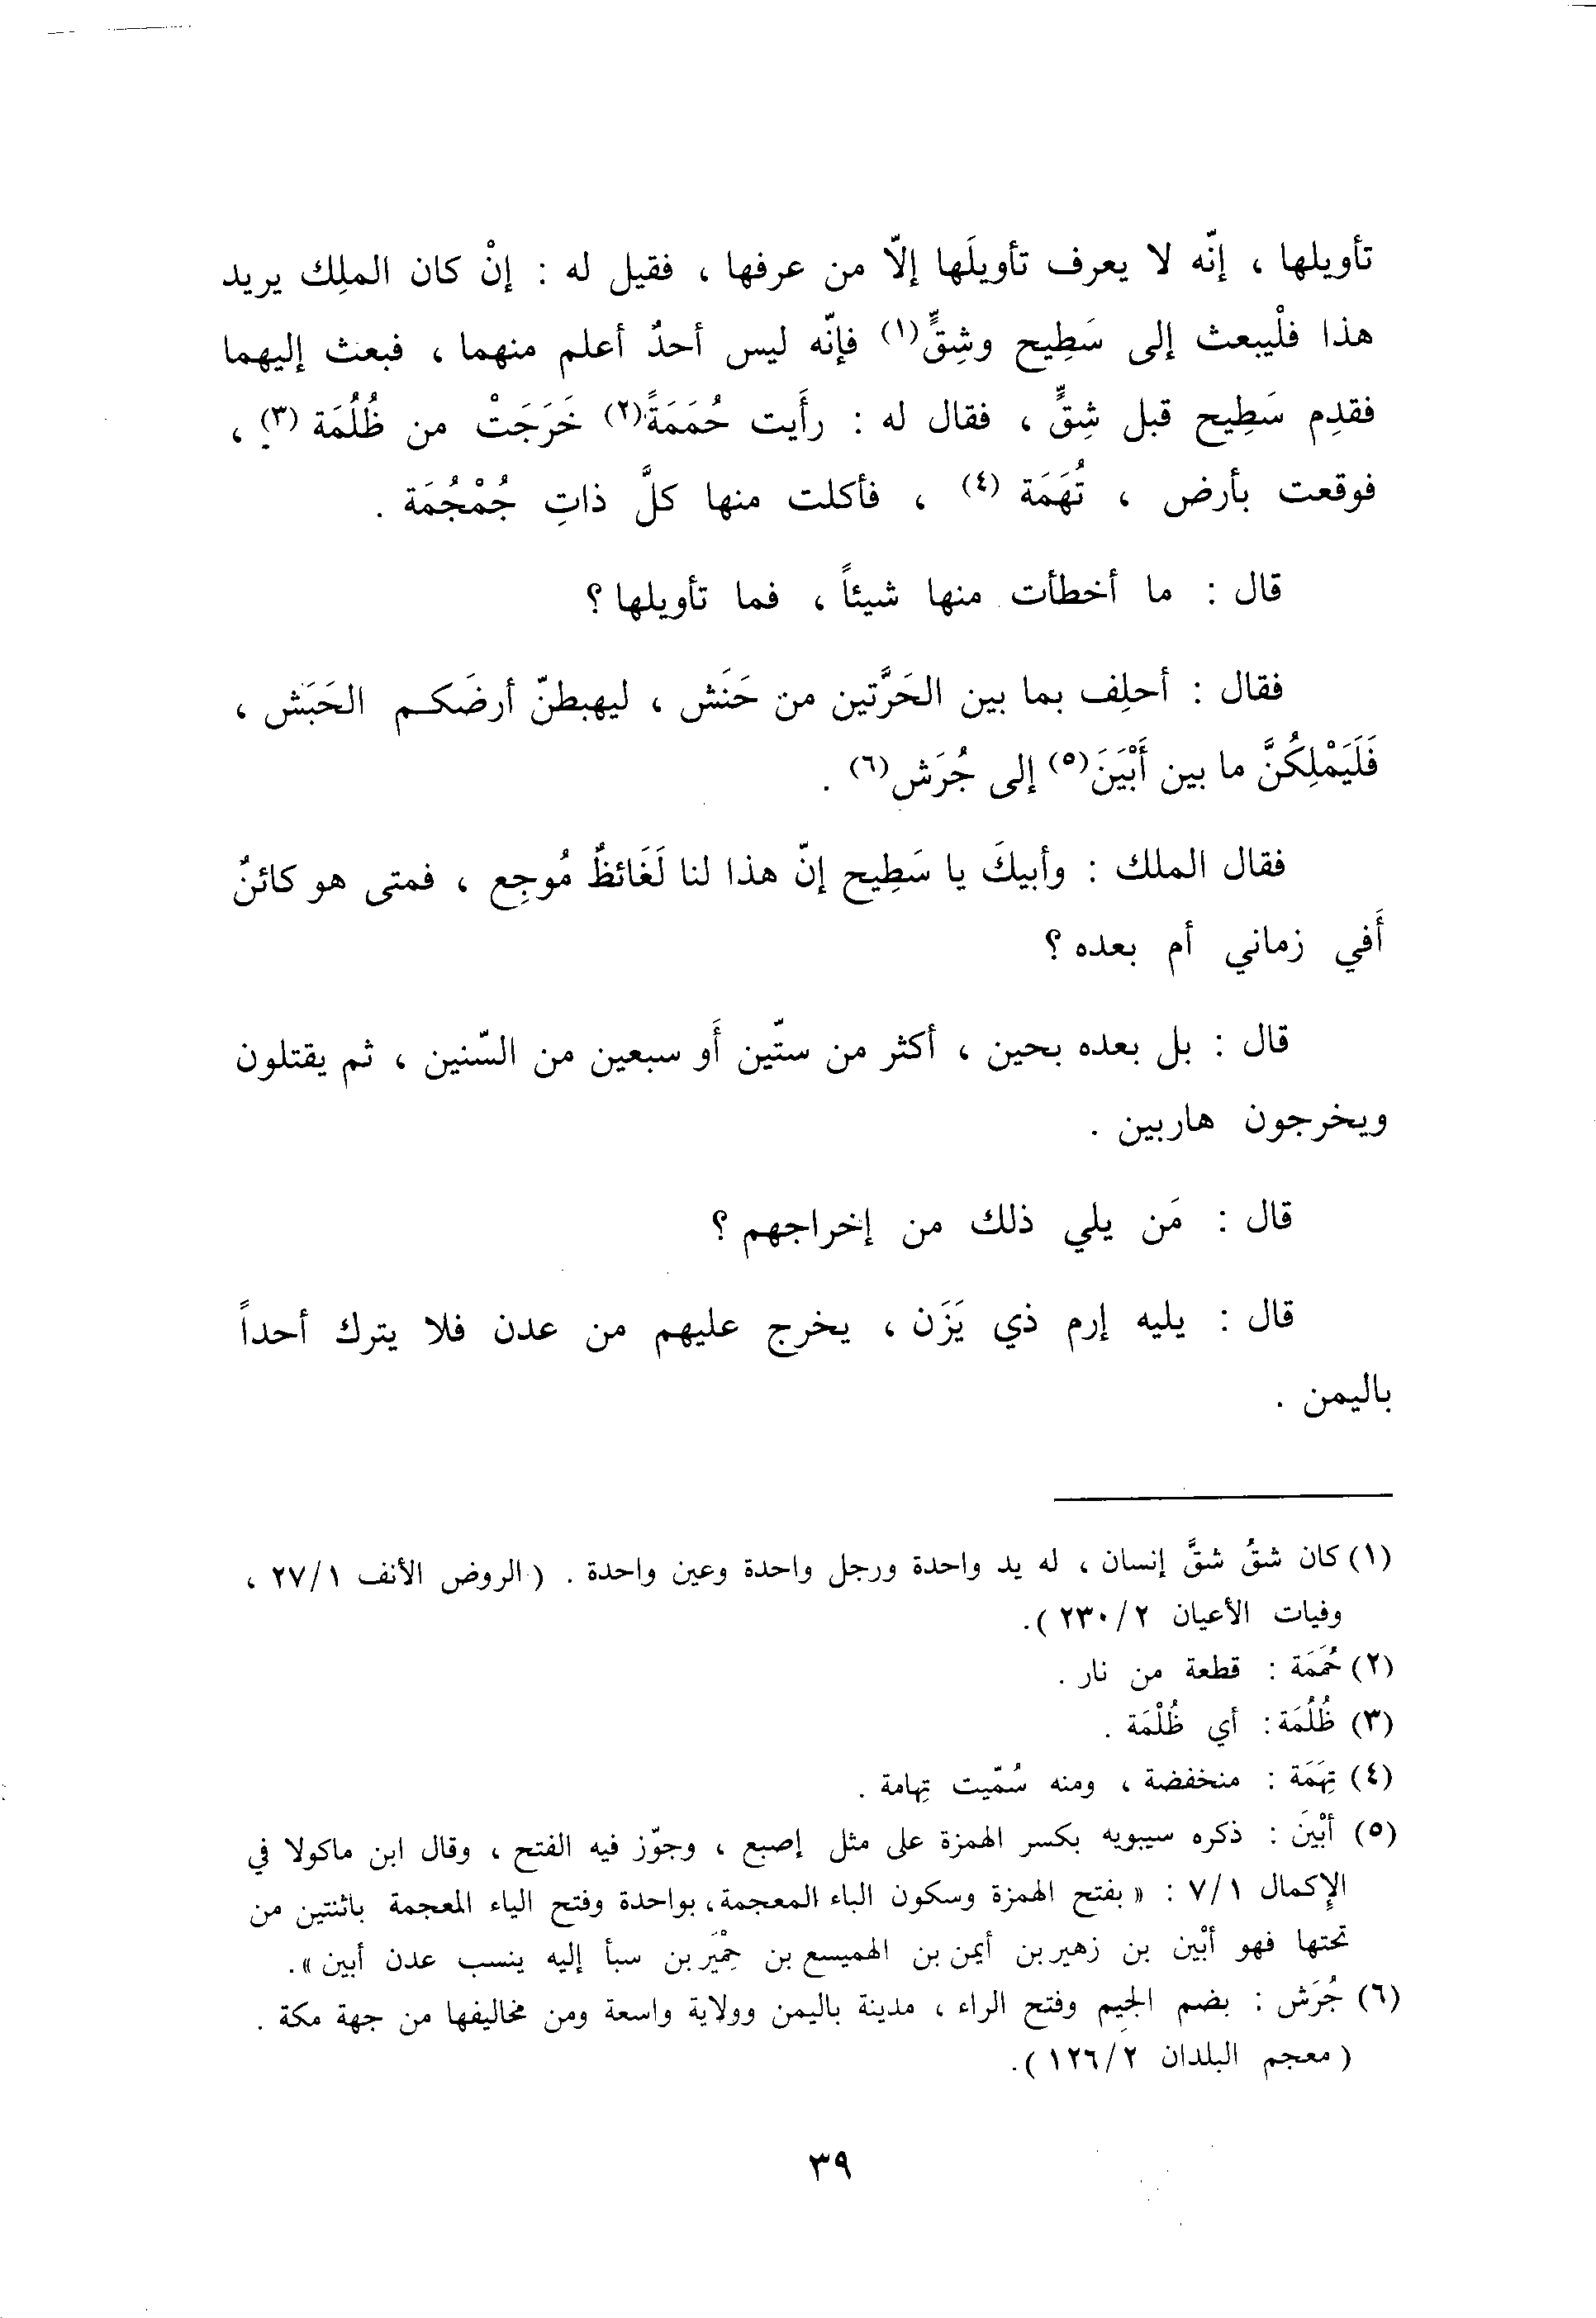 تأويلها ، إنّه لا يعرف تأويلَها إلاّ من عرفها ، فقيل له : إنْ كان الملِك يريد
هذا فلْيبعث إلى سَطِيح وشِقٍّ(١) فإنّه ليس أحدٌ أعلم منهما ، فبعث إليهما
فقدِم سَطِيح قبل شِقٍّ ، فقال له : رأَيت حُمَمَةً(٢) خَرَجَتْ من ظُلُمَة (٣) ،
فوقعت بأرض ، تُهَمَة (٤) ، فأكلت منها كلَّ ذاتِ جُمْجُمَة .
قال : ما أخطأت منها شيئاً ، فما تأويلها ؟
فقال : أحلِف بما بين الحَرَّتين من حَنَش ، ليهبطنّ أرضَكم الحَبَش ،
فَلَيَمْلِكُنَّ ما بين أَبْيَنَ(٥) إلى جُرَش(٦) .
فقال الملك : وأبيكَ يا سَطِيح إنّ هذا لنا لَغَائظٌ مُوجِع ، فمتى هو كائنٌ
أَفي زماني أم بعده ؟
قال : بل بعده بحين ، أكثر من ستّين أَو سبعين من السّنين ، ثم يقتلون
ويخرجون هاربين .
قال : مَن يلي ذلك من إخراجهم ؟
قال : يليه إرم ذي يَزَن ، يخرج عليهم من عدن فلا يترك أحداً
باليمن .
(١) كان شقُ شقَّ إنسان ، له يد واحدة ورجل واحدة وعين واحدة . (الروض الأنف ٢٧/١ ،
وفيات الأعيان ٢٣٠/٢ ).
(٢) حُمَمَة : قطعة من نار .
(٣) ظُلُمَة : أي ظُلْمَة .
(٤) تِهَمَة : منخفضة ، ومنه سُمّيت تِهامة .
(٥) أبْيَنَ : ذكره سيبويه بكسر الهمزة على مثل إصبع ، وجوّز فيه الفتح ، وقال ابن ماكولا في
الإكمال ٧/١ : « بفتح الهمزة وسكون الباء المعجمة، بواحدة وفتح الياء المعجمة باثنتين من
تحتها فهو أبْين بن زهير بن أيمن بن الهميسع بن حِمْيَر بن سبأ إليه ينسب عدن أبين ».
(٦) جُرَش : بضم الجيم وفتح الراء ، مدينة باليمن وولاية واسعة ومن مخاليفها من جهة مكة .
( معجم البلدان ١٢٦/٢ ).
٣٩